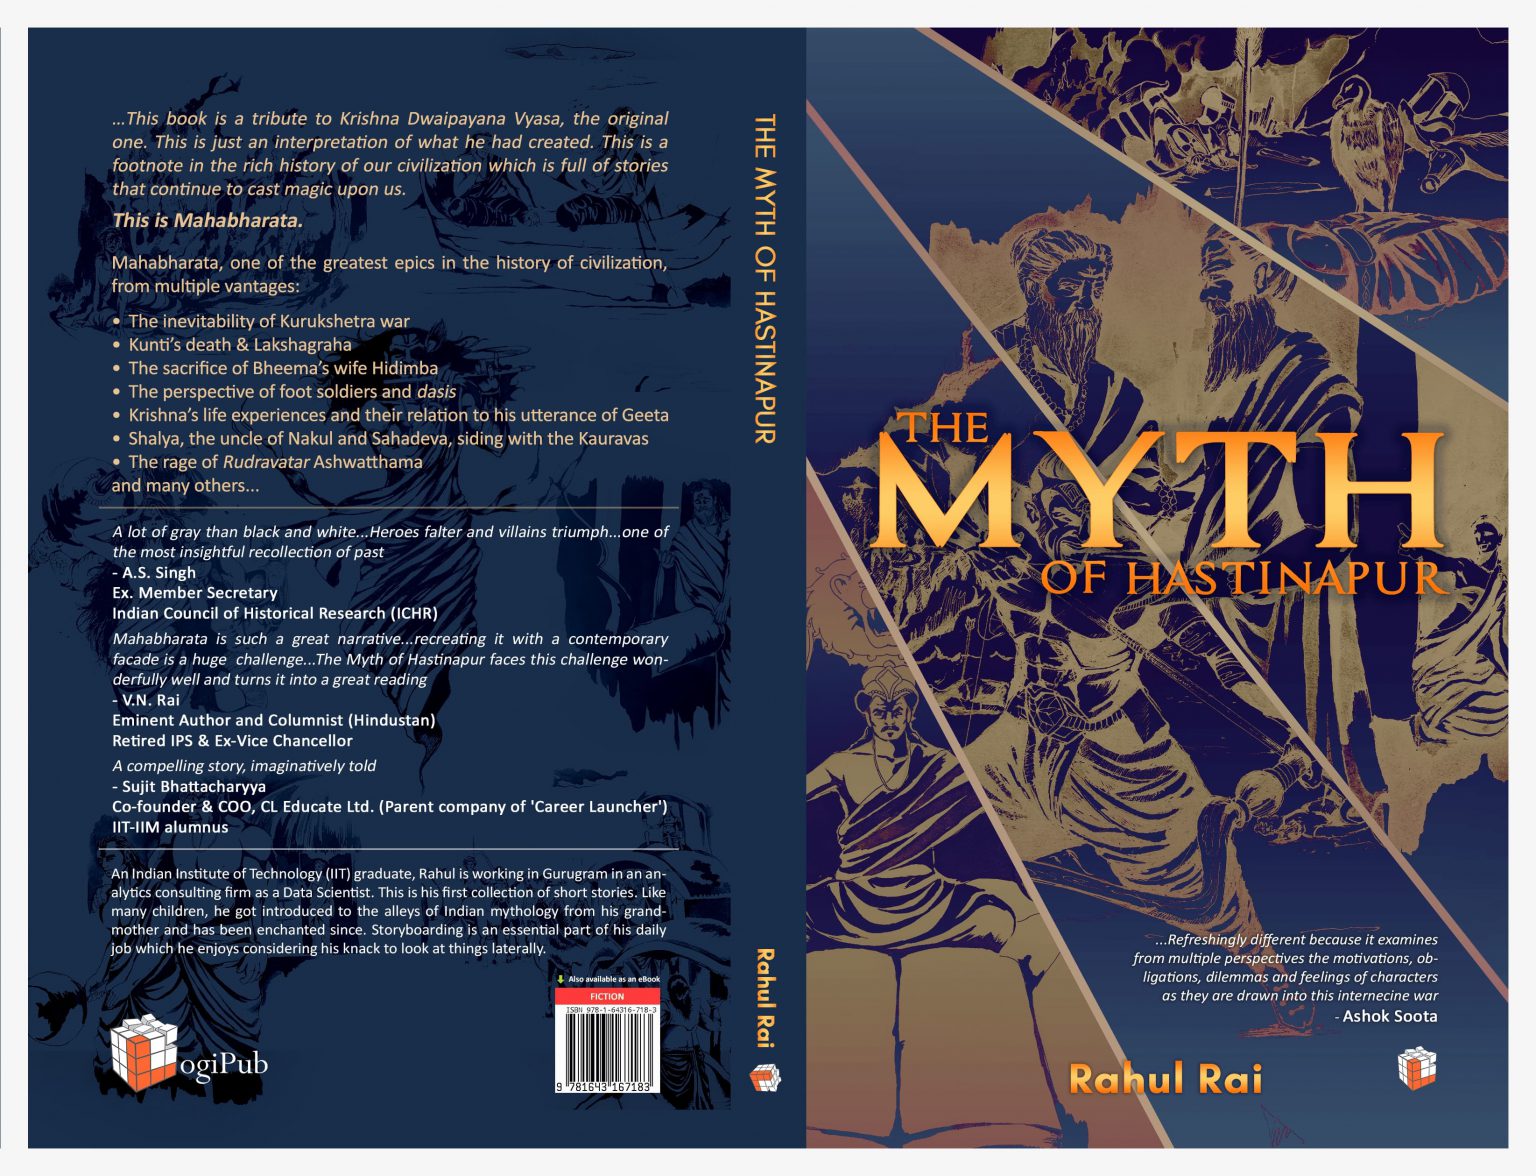 ...This book is a tribute to Krishna Dwaipayana Vyasa, the original
one. This is just an interpretation of what he had created. This is a
footnote in the rich history of our civilization which is full of stories
that continue to cast magic upon us.
This is Mahabharata.
Mahabharata, one of the greatest epics in the history of civilization,
from multiple vantages:
• The inevitability of Kurukshetra war
• Kunti's death & Lakshagraha
• The sacrifice of Bheema's wife Hidimba
• The perspective of foot soldiers and dasis
• Krishna's life experiences and their relation to his utterance of Geeta
• Shalya, the uncle of Nakul and Sahadeva, siding with the Kauravas
• The rage of Rudravatar Ashwatthama
and many others...
A lot of gray than black and white...Heroes falter and villains triumph...one of
the most insightful recollection of past
- A.S. Singh
Ex. Member Secretary
Indian Council of Historical Research (ICHR)
Mahabharata is such a great narrative...recreating it with a contemporary
facade is a huge challenge...The Myth of Hastinapur faces this challenge won-
derfully well and turns it into a great reading
- V.N. Rai
Eminent Author and Columnist (Hindustan)
Retired IPS & Ex-Vice Chancellor
A compelling story, imaginatively told
- Sujit Bhattacharyya
Co-founder & COO, CL Educate Ltd. (Parent company of 'Career Launcher')
IIT-IIM alumnus
An Indian Institute of Technology (IIT) graduate, Rahul is working in Gurugram in an an-
alytics consulting firm as a Data Scientist. This is his first collection of short stories. Like
many children, he got introduced to the alleys of Indian mythology from his grand-
mother and has been enchanted since. Storyboarding is an essential part of his daily
job which he enjoys considering his knack to look at things laterally.
Also available as an eBook
FICTION
ISBN 978-1-64316-718-3
9 781643 167183
LogiPub
THE MYTH OF HASTINAPUR
Rahul Rai
THE
MYTH
OF HASTINAPUR
...Refreshingly different because it examines
from multiple perspectives the motivations, ob-
ligations, dilemmas and feelings of characters
as they are drawn into this internecine war
- Ashok Soota
Rahul Rai